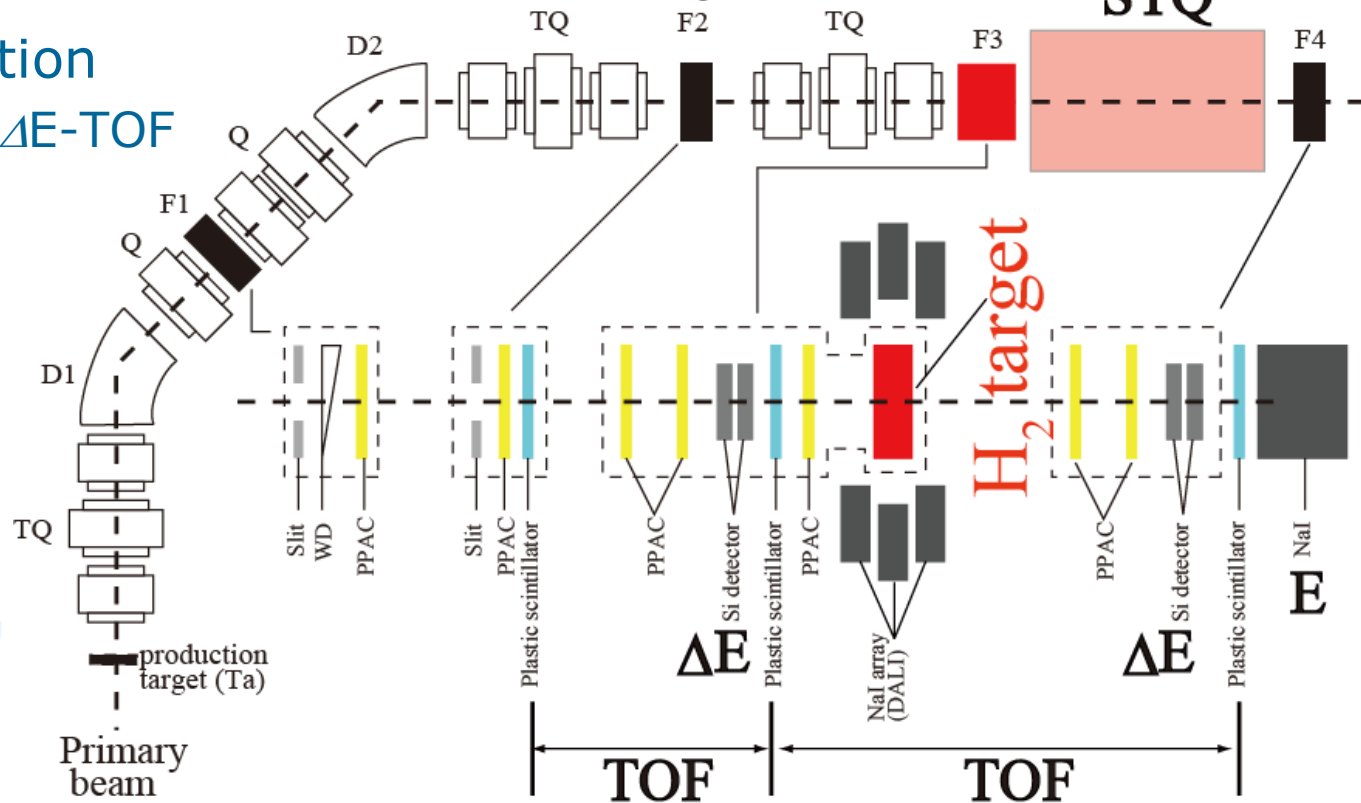 tion
ΔE-TOF
D2
TQ
F2
TQ
F3
STQ
F4
Q
F1
Q
D1
TQ
production
target (Ta)
Primary
beam
Slit
WD
PPAC
Slit
PPAC
Plastic scintillator
PPAC
Si detector
ΔE
Plastic scintillator
PPAC
NaI array
(DALI)
H2 target
PPAC
Si detector
ΔE
Plastic scintillator
NaI
E
TOF
TOF